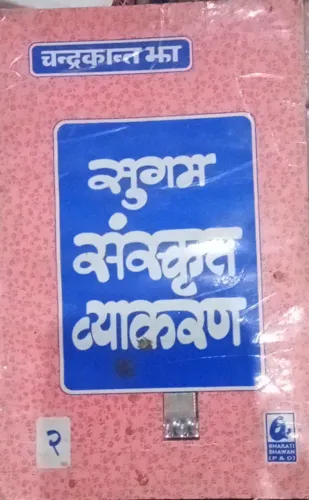 चन्द्रकान्त झा
सुगम
संस्कृत
व्याकरण
२
BHARATI
BHAWAN
(P & D)